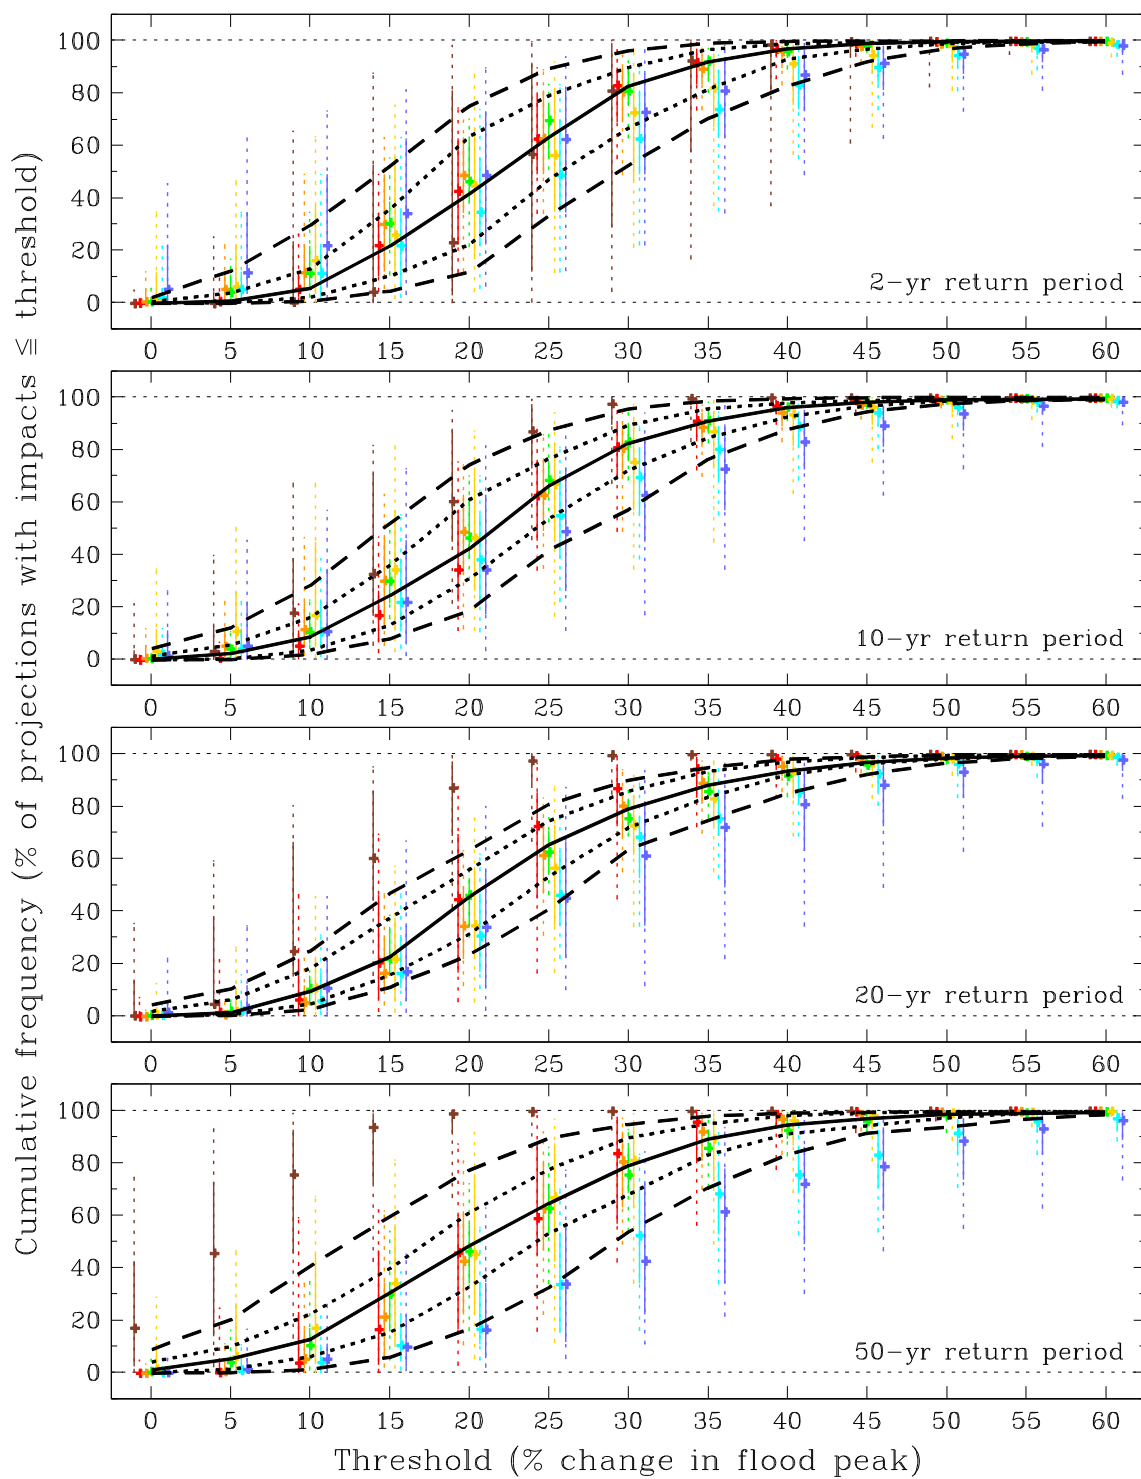 Cumulative frequency (% of projections with impacts ≦ threshold)
100
80
60
40
20
0
2-yr return period
0 5 10 15 20 25 30 35 40 45 50 55 60
100
80
60
40
20
0
10-yr return period
0 5 10 15 20 25 30 35 40 45 50 55 60
100
80
60
40
20
0
20-yr return period
0 5 10 15 20 25 30 35 40 45 50 55 60
100
80
60
40
20
0
50-yr return period
0 5 10 15 20 25 30 35 40 45 50 55 60
Threshold (% change in flood peak)